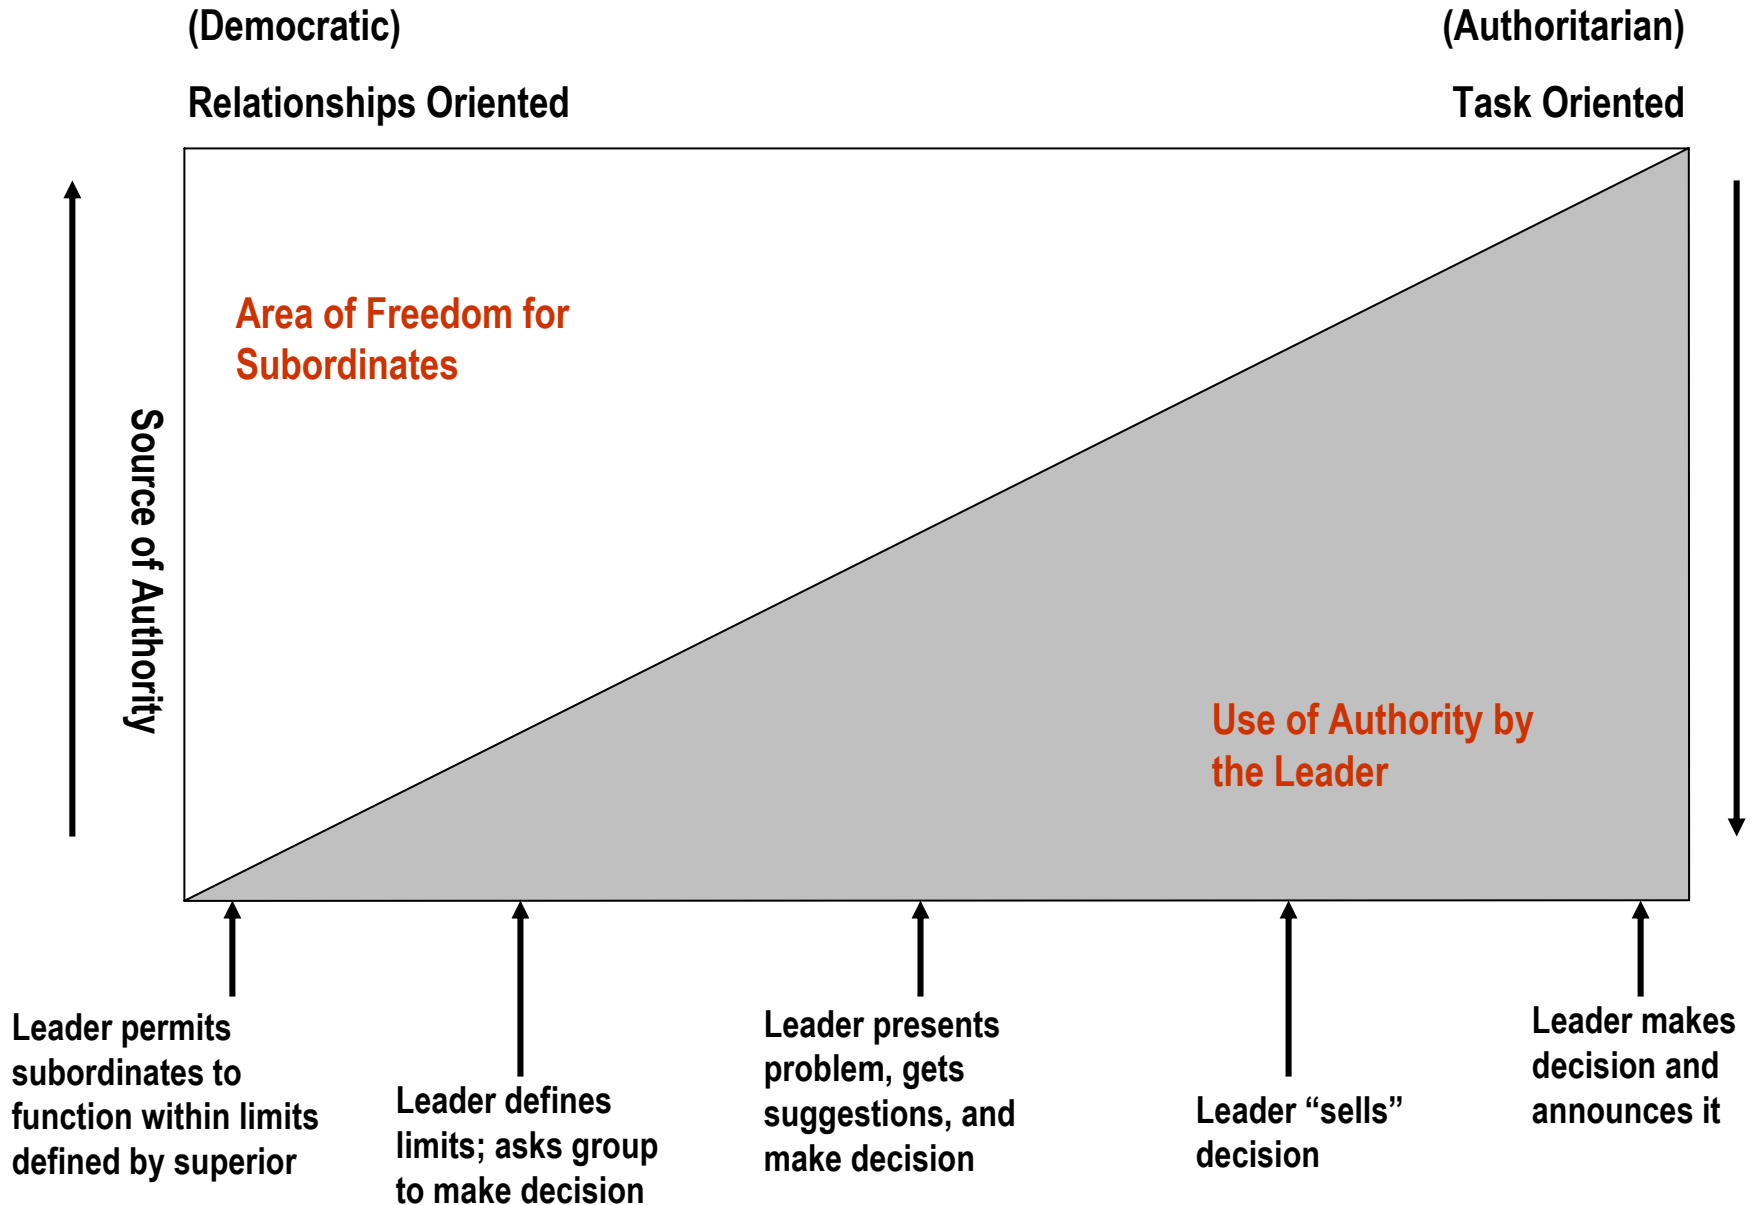 (Democratic)
(Authoritarian)
Relationships Oriented
Task Oriented
Area of Freedom for
Subordinates
Source of Authority
Use of Authority by
the Leader
Leader permits
subordinates to
function within limits
defined by superior
Leader defines
limits; asks group
to make decision
Leader presents
problem, gets
suggestions, and
make decision
Leader “sells”
decision
Leader makes
decision and
announces it